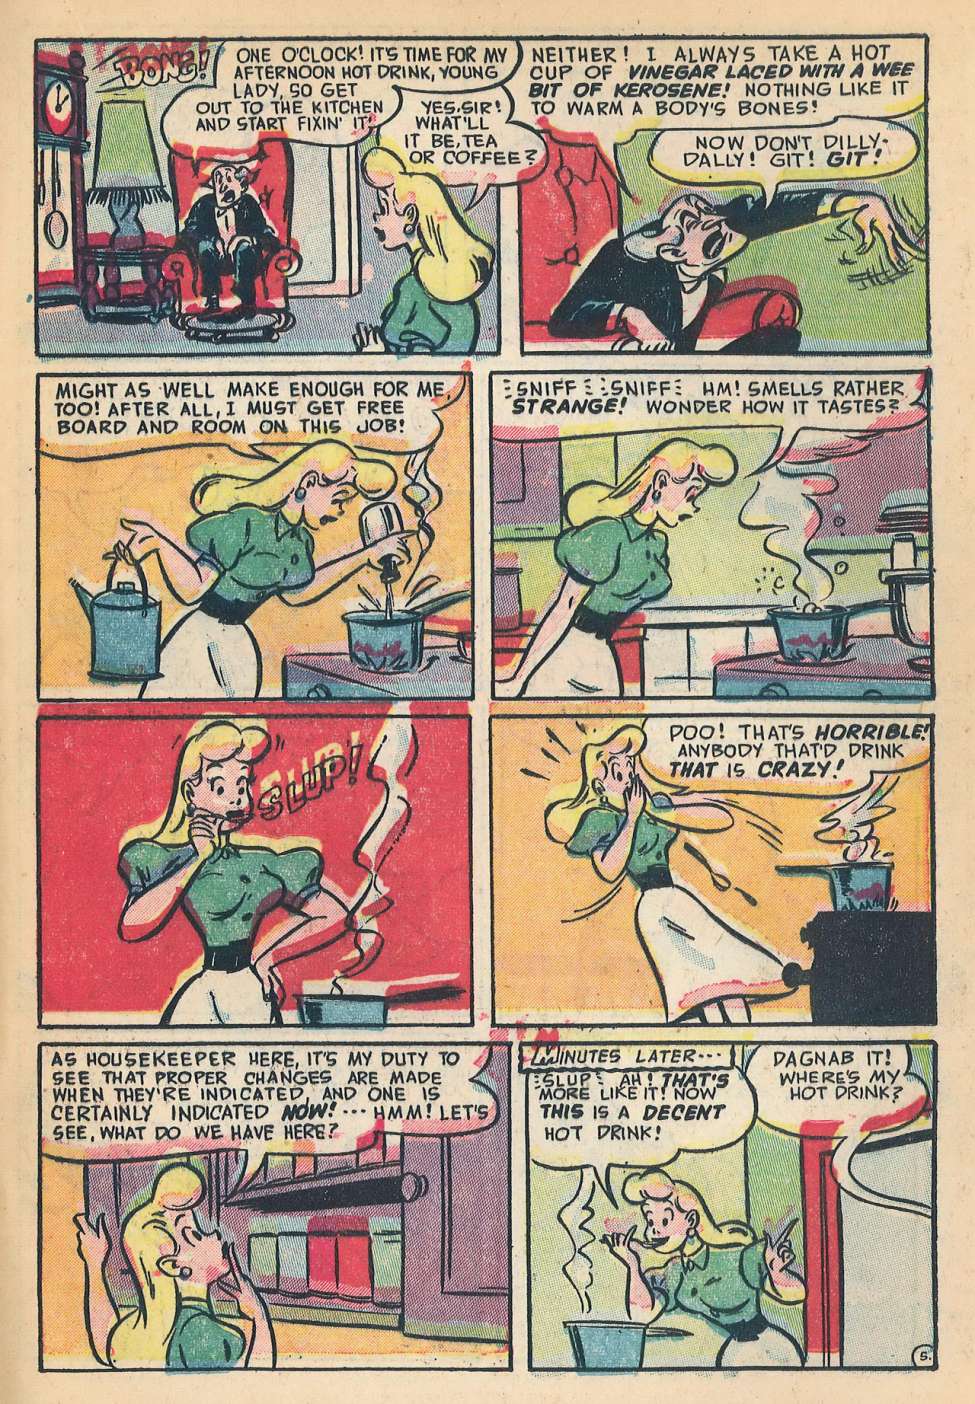 BONG!
ONE O'CLOCK! IT'S TIME FOR MY
AFTERNOON HOT DRINK, YOUNG
LADY, SO GET
OUT TO THE KITCHEN
AND START FIXIN' IT!
YES, SIR!
WHAT'LL
IT BE, TEA
OR COFFEE?
NEITHER! I ALWAYS TAKE A HOT
CUP OF VINEGAR LACED WITH A WEE
BIT OF KEROSENE! NOTHING LIKE IT
TO WARM A BODY'S BONES!
NOW DON'T DILLY-
DALLY! GIT! GIT!
MIGHT AS WELL MAKE ENOUGH FOR ME
TOO! AFTER ALL, I MUST GET FREE
BOARD AND ROOM ON THIS JOB!
SNIFF SNIFF HM! SMELLS RATHER
STRANGE! WONDER HOW IT TASTES?
SLUP!
POO! THAT'S HORRIBLE!
ANYBODY THAT'D DRINK
THAT IS CRAZY!
AS HOUSEKEEPER HERE, IT'S MY DUTY TO
SEE THAT PROPER CHANGES ARE MADE
WHEN THEY'RE INDICATED, AND ONE IS
CERTAINLY INDICATED NOW! ... HMM! LET'S
SEE, WHAT DO WE HAVE HERE?
MINUTES LATER...
SLUP AH! THAT'S
MORE LIKE IT! NOW
THIS IS A DECENT
HOT DRINK!
DAGNAB IT!
WHERE'S MY
HOT DRINK?
5.